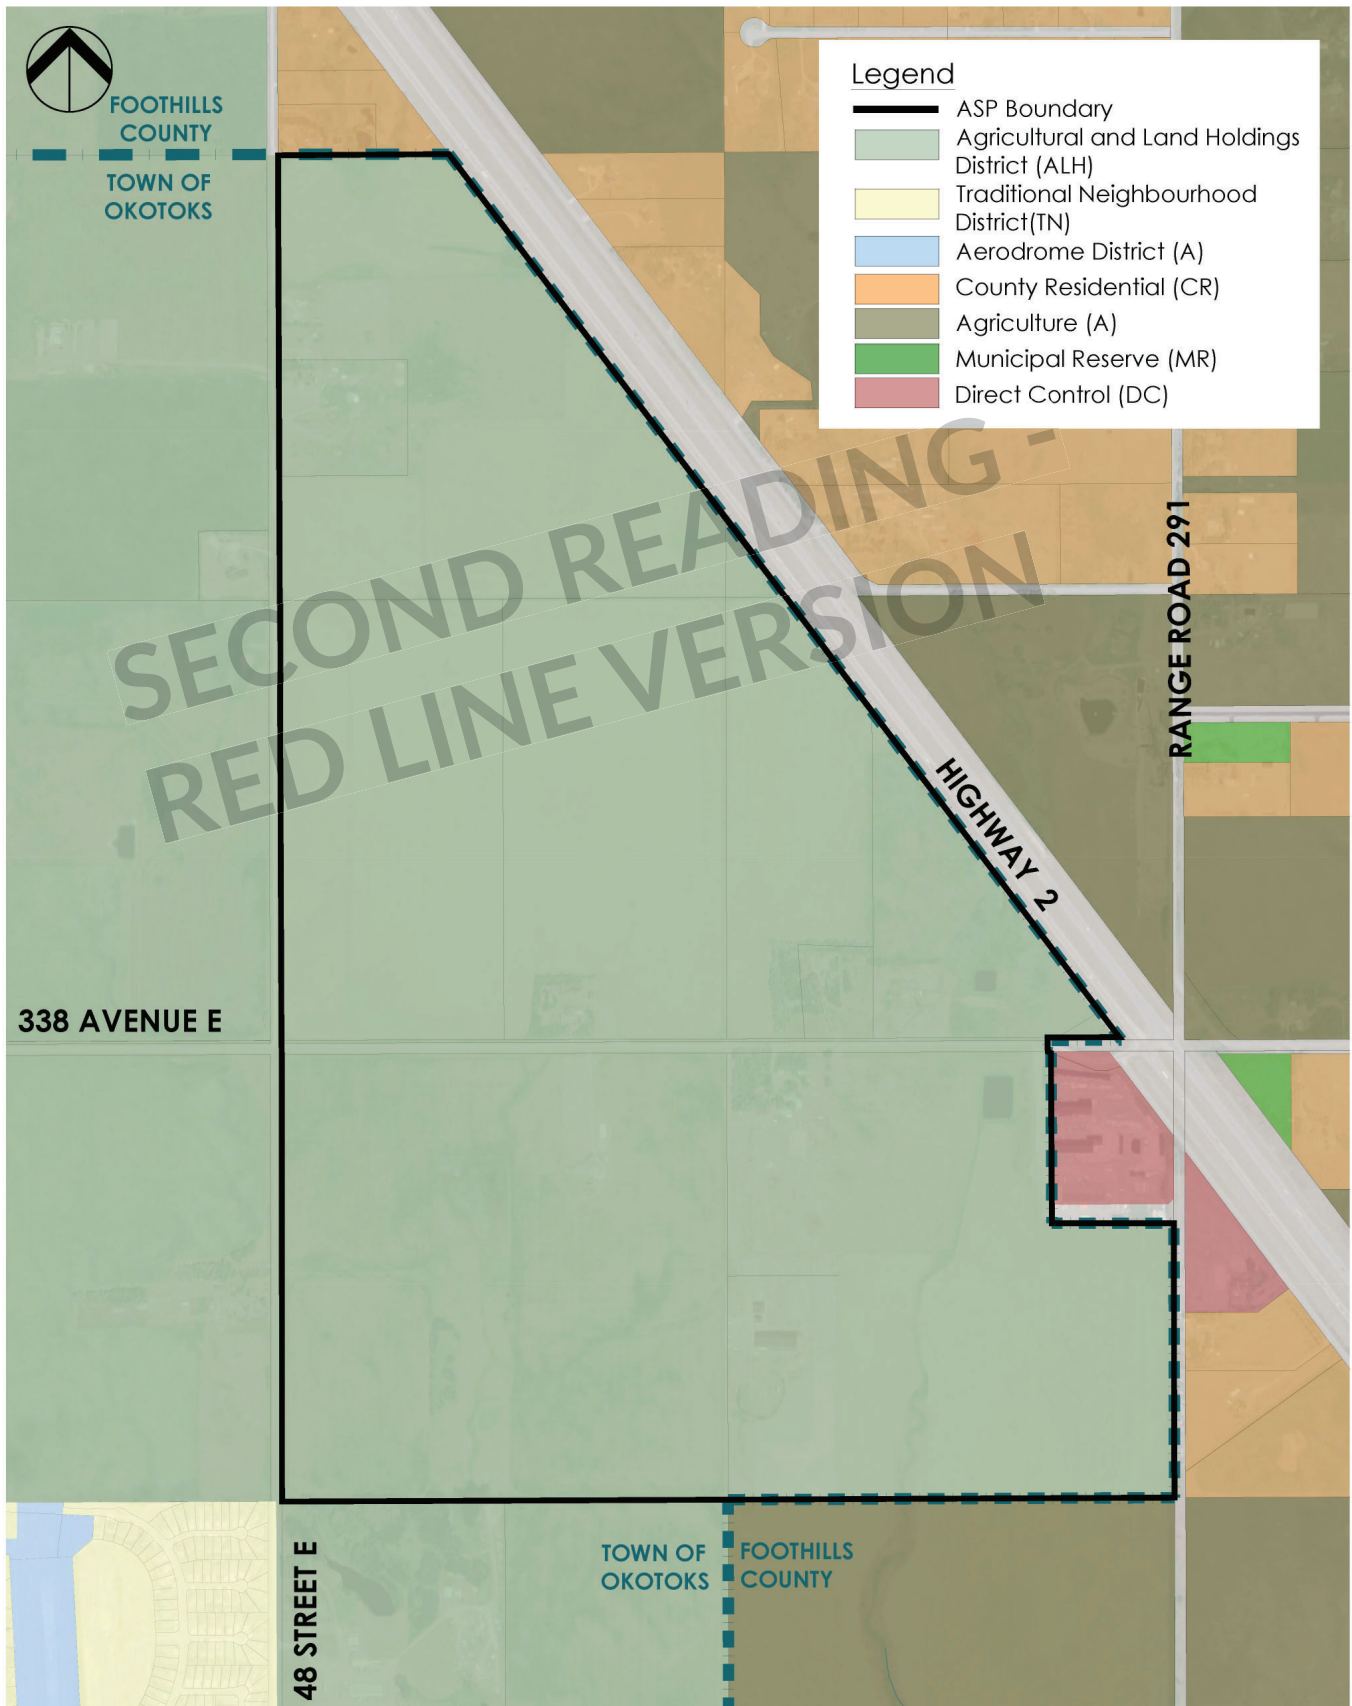 FOOTHILLS
COUNTY
TOWN OF
OKOTOKS
Legend
ASP Boundary
Agricultural and Land Holdings
District (ALH)
Traditional Neighbourhood
District(TN)
Aerodrome District (A)
County Residential (CR)
Agriculture (A)
Municipal Reserve (MR)
Direct Control (DC)
SECOND READING -
RED LINE VERSION
RANGE ROAD 291
HIGHWAY 2
338 AVENUE E
48 STREET E
TOWN OF
OKOTOKS
FOOTHILLS
COUNTY